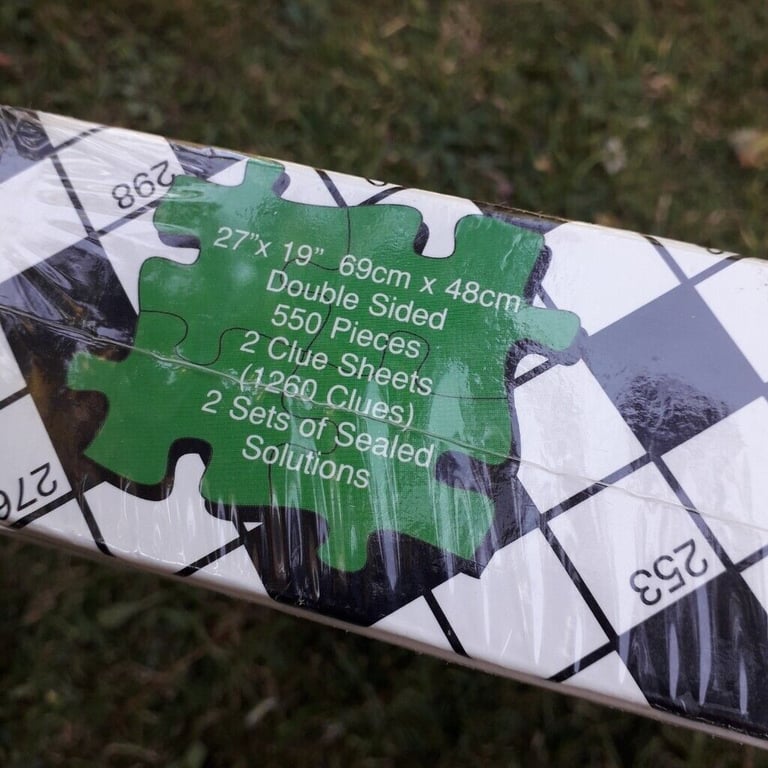 27"x 19" 69cm x 48cm
Double Sided
550 Pieces
2 Clue Sheets
(1260 Clues)
2 Sets of Sealed
Solutions
298
276
253